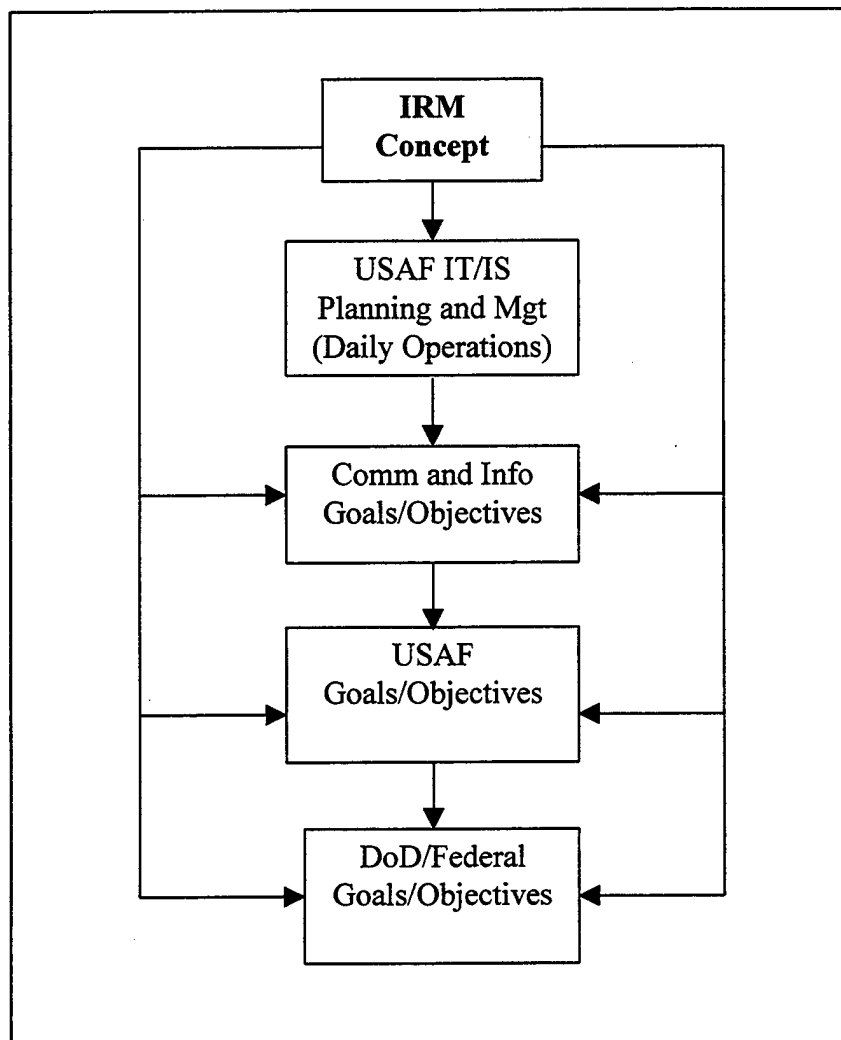 IRM
Concept
USAF IT/IS
Planning and Mgt
(Daily Operations)
Comm and Info
Goals/Objectives
USAF
Goals/Objectives
DoD/Federal
Goals/Objectives